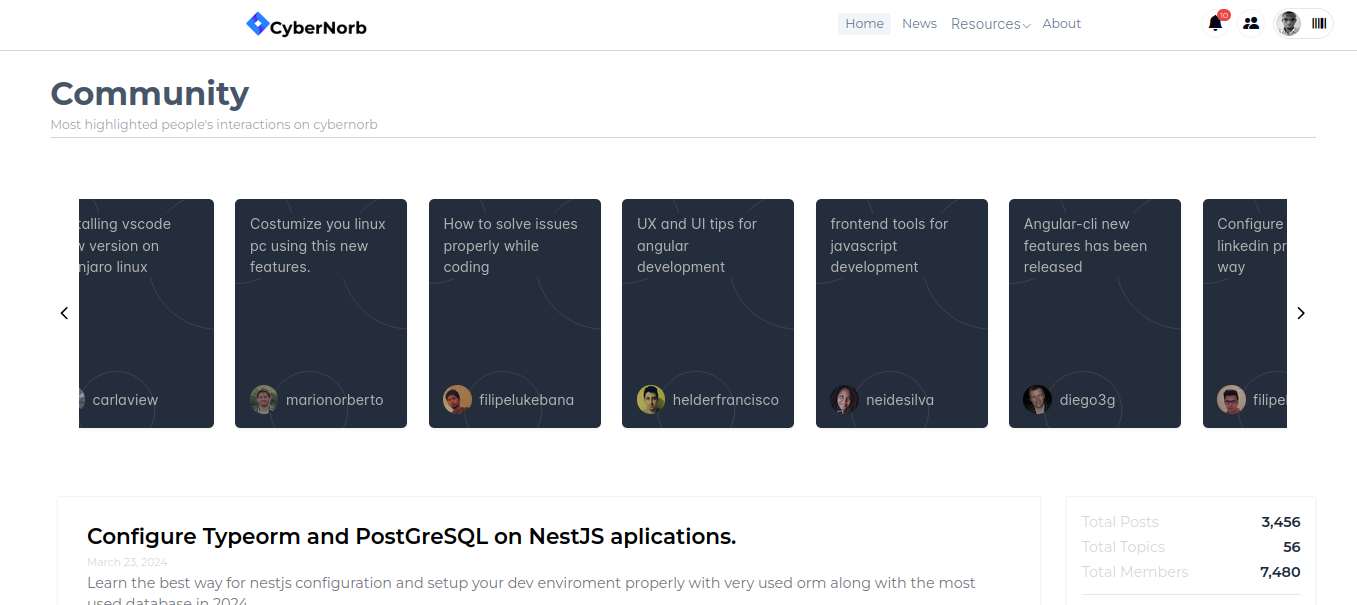 CyberNorb
Home News Resources About
10
Community
Most highlighted people's interactions on cybernorb
talling vscode
version on
njaro linux
carlaview
Costumize you linux
pc using this new
features.
marionorberto
How to solve issues
properly while
coding
filipelukebana
UX and UI tips for
angular
development
helderfrancisco
frontend tools for
javascript
development
neidesilva
Angular-cli new
features has been
released
diego3g
Configure
linkedin pr
way
filipel
Configure Typeorm and PostGreSQL on NestJS aplications.
March 23, 2024
Learn the best way for nestjs configuration and setup your dev enviroment properly with very used orm along with the most
used database in 2024
Total Posts 3,456
Total Topics 56
Total Members 7,480